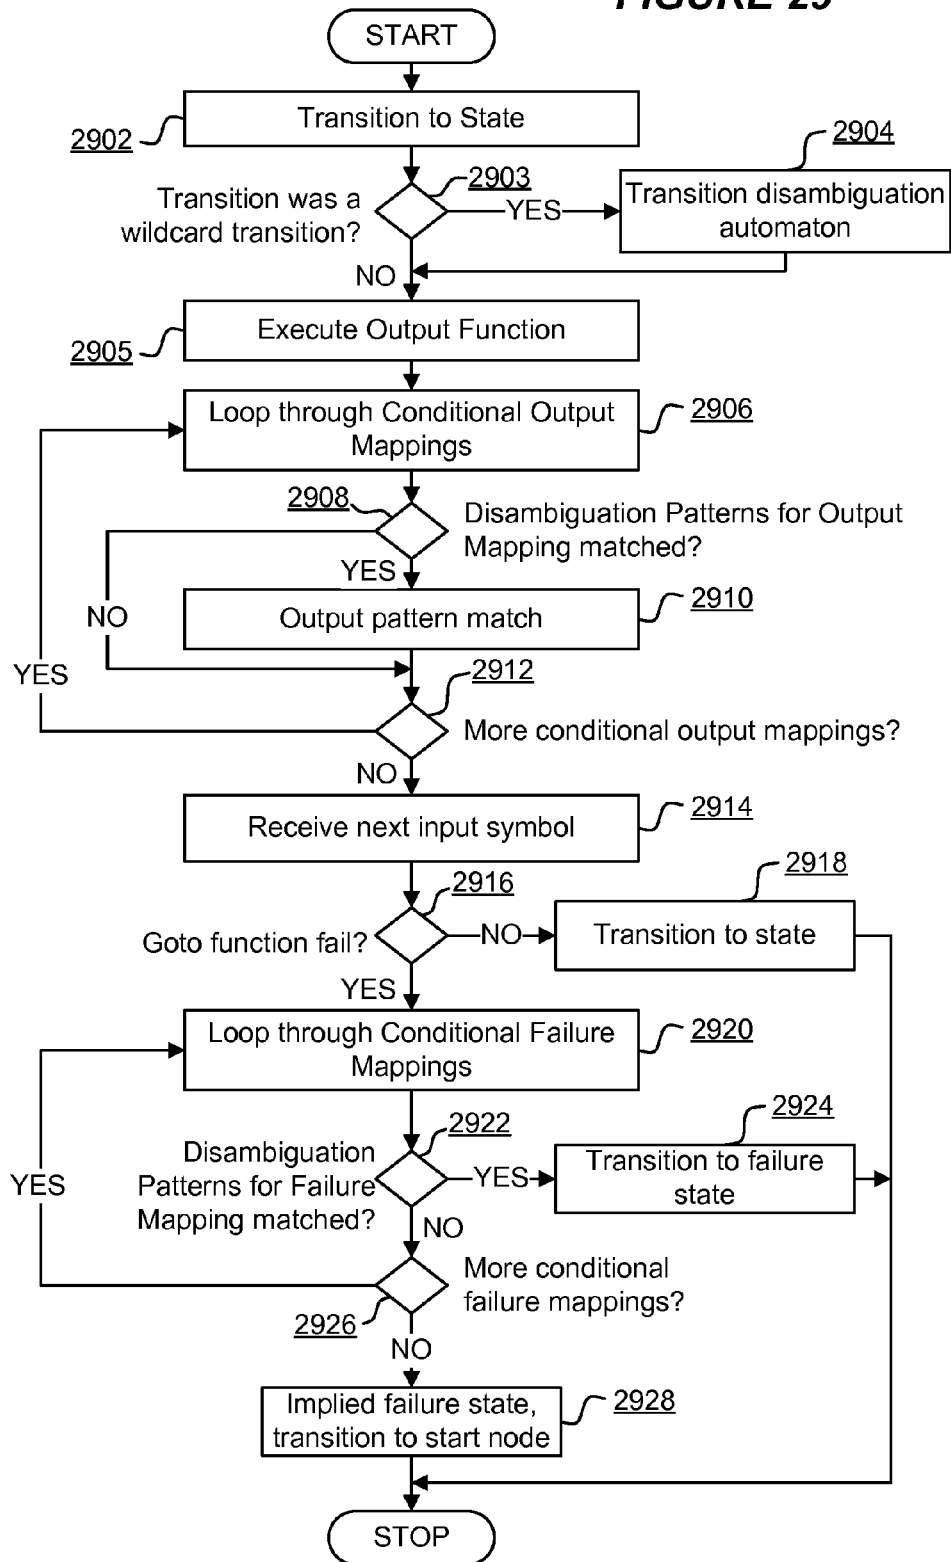 FIGURE 29
START
Transition to State
2902
2903
2904
Transition was a
wildcard transition?
YES
Transition disambiguation
automaton
NO
Execute Output Function
2905
Loop through Conditional Output
Mappings
2906
2908
Disambiguation Patterns for Output
Mapping matched?
YES
NO
Output pattern match
2910
YES
2912
More conditional output mappings?
NO
Receive next input symbol
2914
2916
2918
Goto function fail?
NO
Transition to state
YES
Loop through Conditional Failure
Mappings
2920
2922
2924
Disambiguation
Patterns for Failure
Mapping matched?
YES
Transition to failure
state
YES
NO
More conditional
failure mappings?
2926
NO
Implied failure state,
transition to start node
2928
STOP